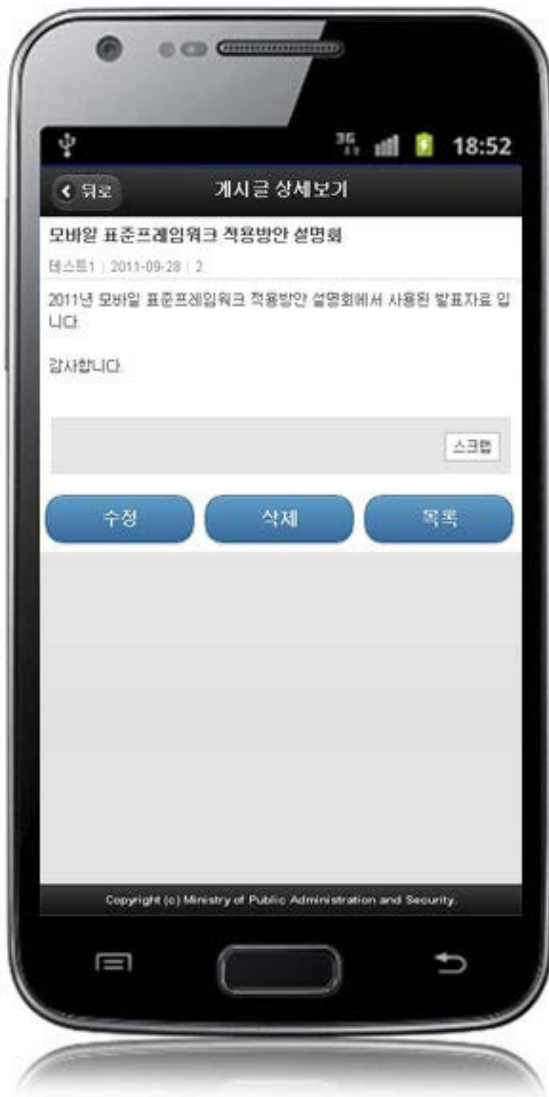 3G
18:52
뒤로
게시글 상세보기
모바일 표준프레임워크 적용방안 설명회
테스트1 | 2011-09-28 | 2
2011년 모바일 표준프레임워크 적용방안 설명회에서 사용된 발표자료 입
니다.
감사합니다.
스크랩
수정 삭제 목록
Copyright (c) Ministry of Public Administration and Security.